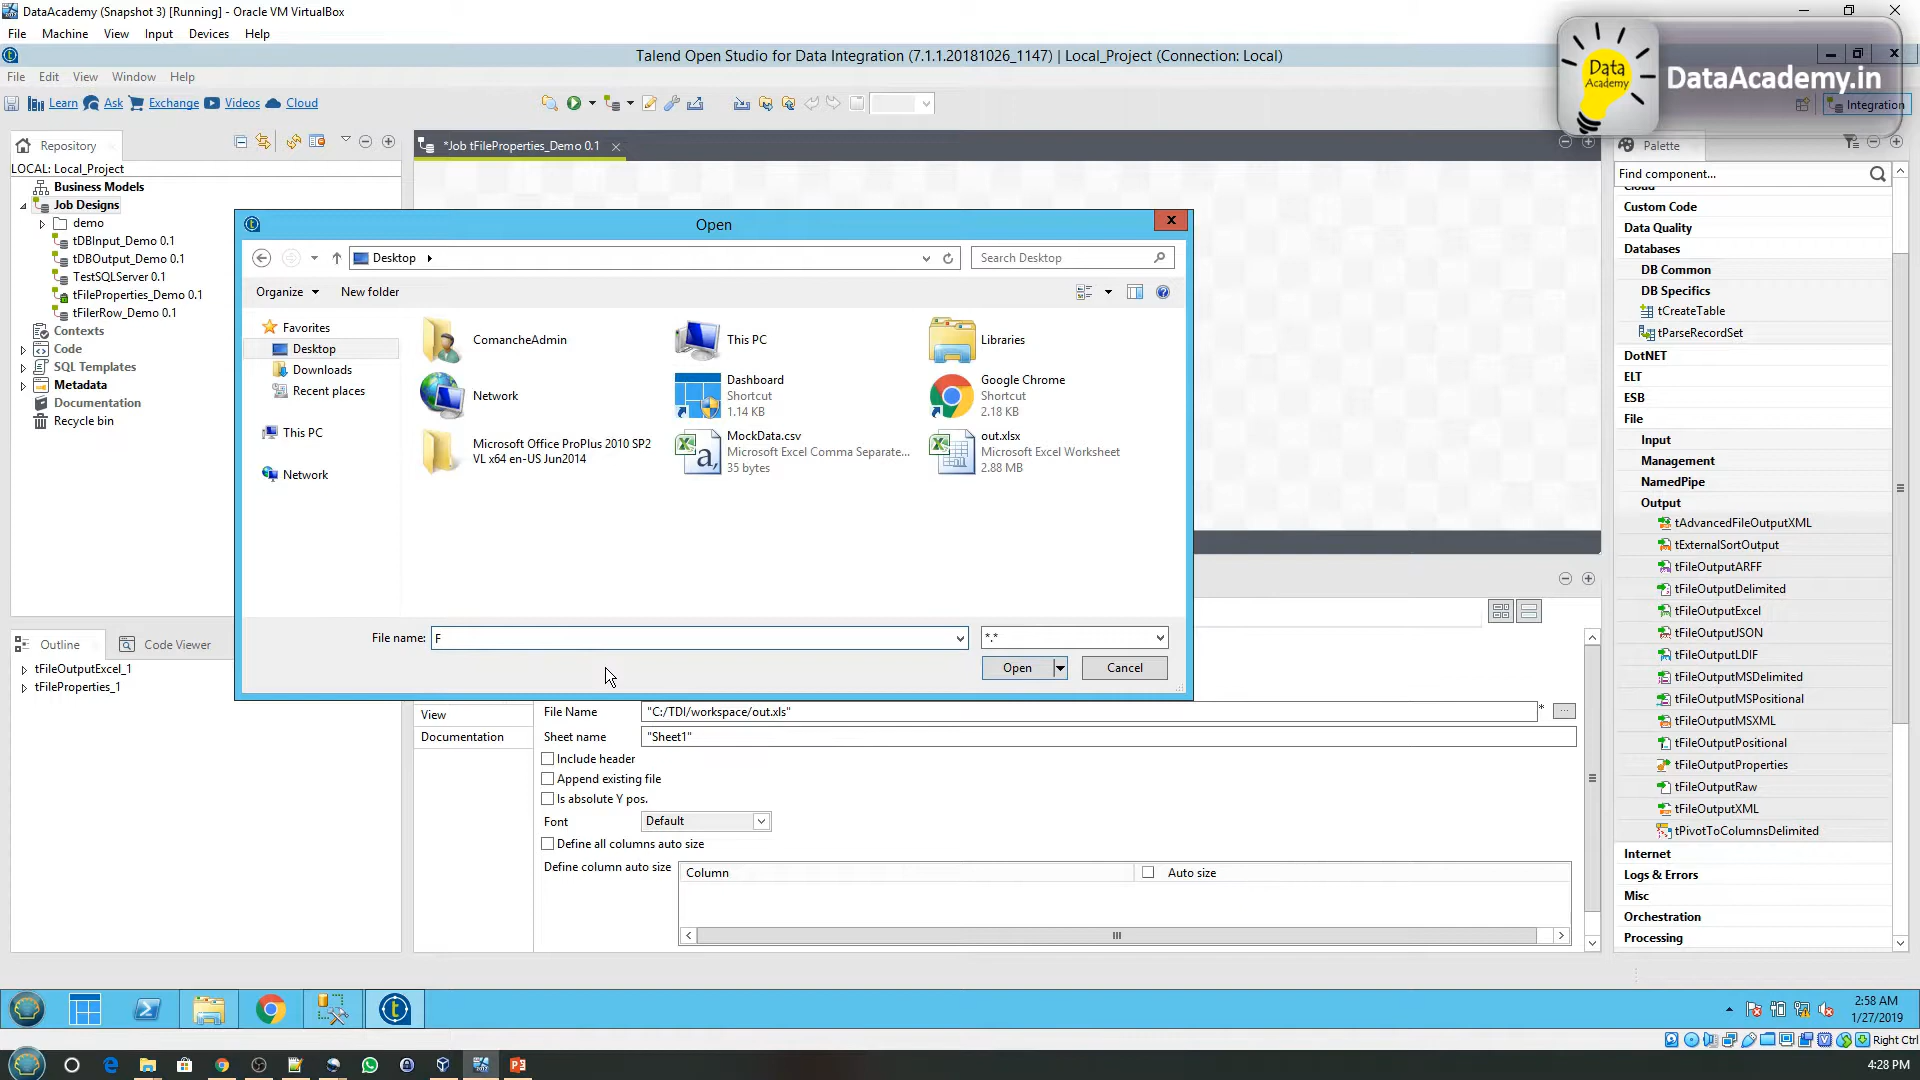 DataAcademy (Snapshot 3) [Running] - Oracle VM VirtualBox
File Machine View Input Devices Help
Talend Open Studio for Data Integration (7.1.1.20181026_1147) | Local_Project (Connection: Local)
Data Academy
DataAcademy.in
File Edit View Window Help
Learn Ask Exchange Videos Cloud
Integration
Repository
*Job tFileProperties_Demo 0.1
Palette
LOCAL: Local_Project
Business Models
Job Designs
demo
tDBInput_Demo 0.1
tDBOutput_Demo 0.1
TestSQLServer 0.1
tFileProperties_Demo 0.1
tFilerRow_Demo 0.1
Contexts
Code
SQL Templates
Metadata
Documentation
Recycle bin
Open
Desktop
Search Desktop
Organize
New folder
Favorites
Desktop
Downloads
Recent places
This PC
Network
ComancheAdmin
This PC
Libraries
Network
Dashboard
Shortcut
1.14 KB
Google Chrome
Shortcut
2.18 KB
Microsoft Office ProPlus 2010 SP2
VL x64 en-US Jun2014
MockData.csv
Microsoft Excel Comma Separate...
35 bytes
out.xlsx
Microsoft Excel Worksheet
2.88 MB
File name: F
*.*
Open
Cancel
Find component...
Custom Code
Data Quality
Databases
DB Common
DB Specifics
tCreateTable
tParseRecordSet
DotNET
ELT
ESB
File
Input
Management
NamedPipe
Output
tAdvancedFileOutputXML
tExternalSortOutput
tFileOutputARFF
tFileOutputDelimited
tFileOutputExcel
tFileOutputJSON
tFileOutputLDIF
tFileOutputMSDelimited
tFileOutputMSPositional
tFileOutputMSXML
tFileOutputPositional
tFileOutputProperties
tFileOutputRaw
tFileOutputXML
tPivotToColumnsDelimited
Internet
Logs & Errors
Misc
Orchestration
Processing
Outline
Code Viewer
tFileOutputExcel_1
tFileProperties_1
View
Documentation
File Name "C:/TDI/workspace/out.xls" *
Sheet name "Sheet1"
Include header
Append existing file
Is absolute Y pos.
Font Default
Define all columns auto size
Define column auto size
Column
Auto size
2:58 AM
1/27/2019
Right Ctrl
4:28 PM